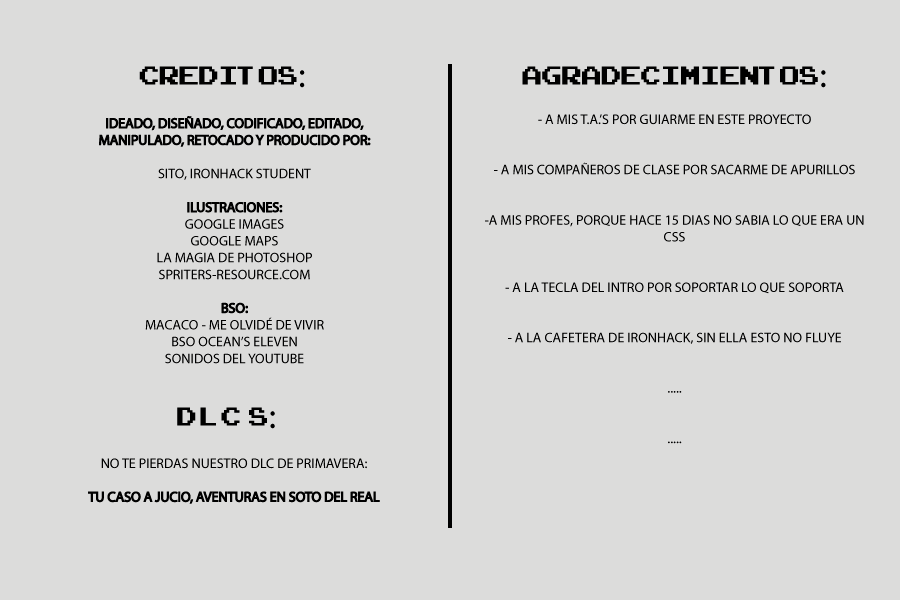 CREDITOS:
IDEADO, DISEÑADO, CODIFICADO, EDITADO,
MANIPULADO, RETOCADO Y PRODUCIDO POR:
SITO, IRONHACK STUDENT
ILUSTRACIONES:
GOOGLE IMAGES
GOOGLE MAPS
LA MAGIA DE PHOTOSHOP
SPRITERS-RESOURCE.COM
BSO:
MACACO - ME OLVIDÉ DE VIVIR
BSO OCEAN'S ELEVEN
SONIDOS DEL YOUTUBE
DLCS:
NO TE PIERDAS NUESTRO DLC DE PRIMAVERA:
TU CASO A JUCIO, AVENTURAS EN SOTO DEL REAL
AGRADECIMIENTOS:
- A MIS T.A.'S POR GUIARME EN ESTE PROYECTO
- A MIS COMPAÑEROS DE CLASE POR SACARME DE APURILLOS
-A MIS PROFES, PORQUE HACE 15 DIAS NO SABIA LO QUE ERA UN
CSS
- A LA TECLA DEL INTRO POR SOPORTAR LO QUE SOPORTA
- A LA CAFETERA DE IRONHACK, SIN ELLA ESTO NO FLUYE
.....
.....